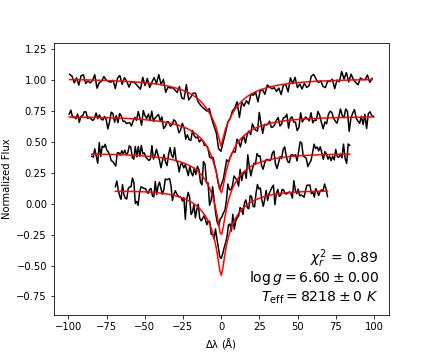 1.25
1.00
0.75
0.50
0.25
0.00
−0.25
−0.50
−0.75
Normalized Flux
χ²ᵣ = 0.89
log g = 6.60 ± 0.00
T_eff = 8218 ± 0 K
−100 −75 −50 −25 0 25 50 75 100
Δλ (Å)